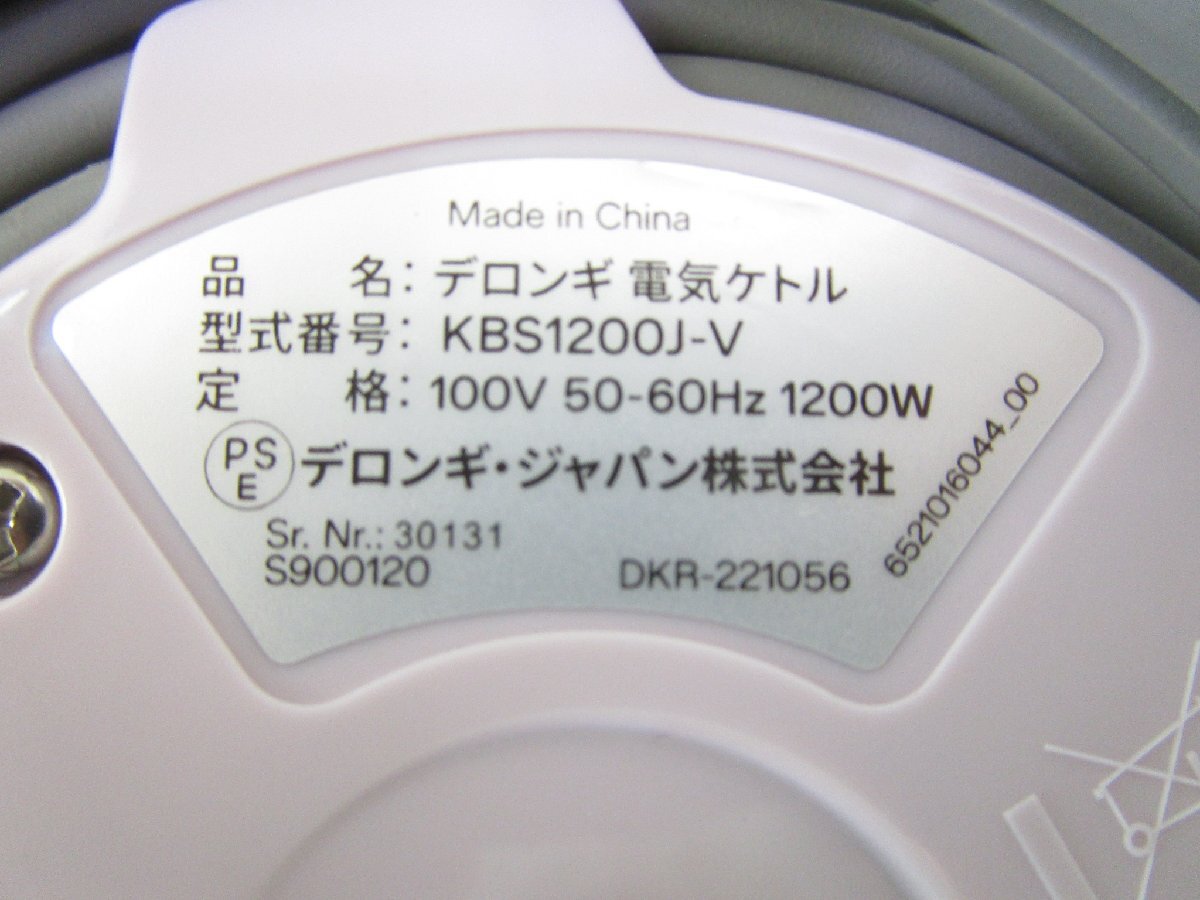 Made in China
品 名: デロンギ 電気ケトル
型式番号: KBS1200J-V
定 格: 100V 50-60Hz 1200W
PSE デロンギ・ジャパン株式会社
Sr. Nr.: 30131
S900120 DKR-221056
6521016044_00